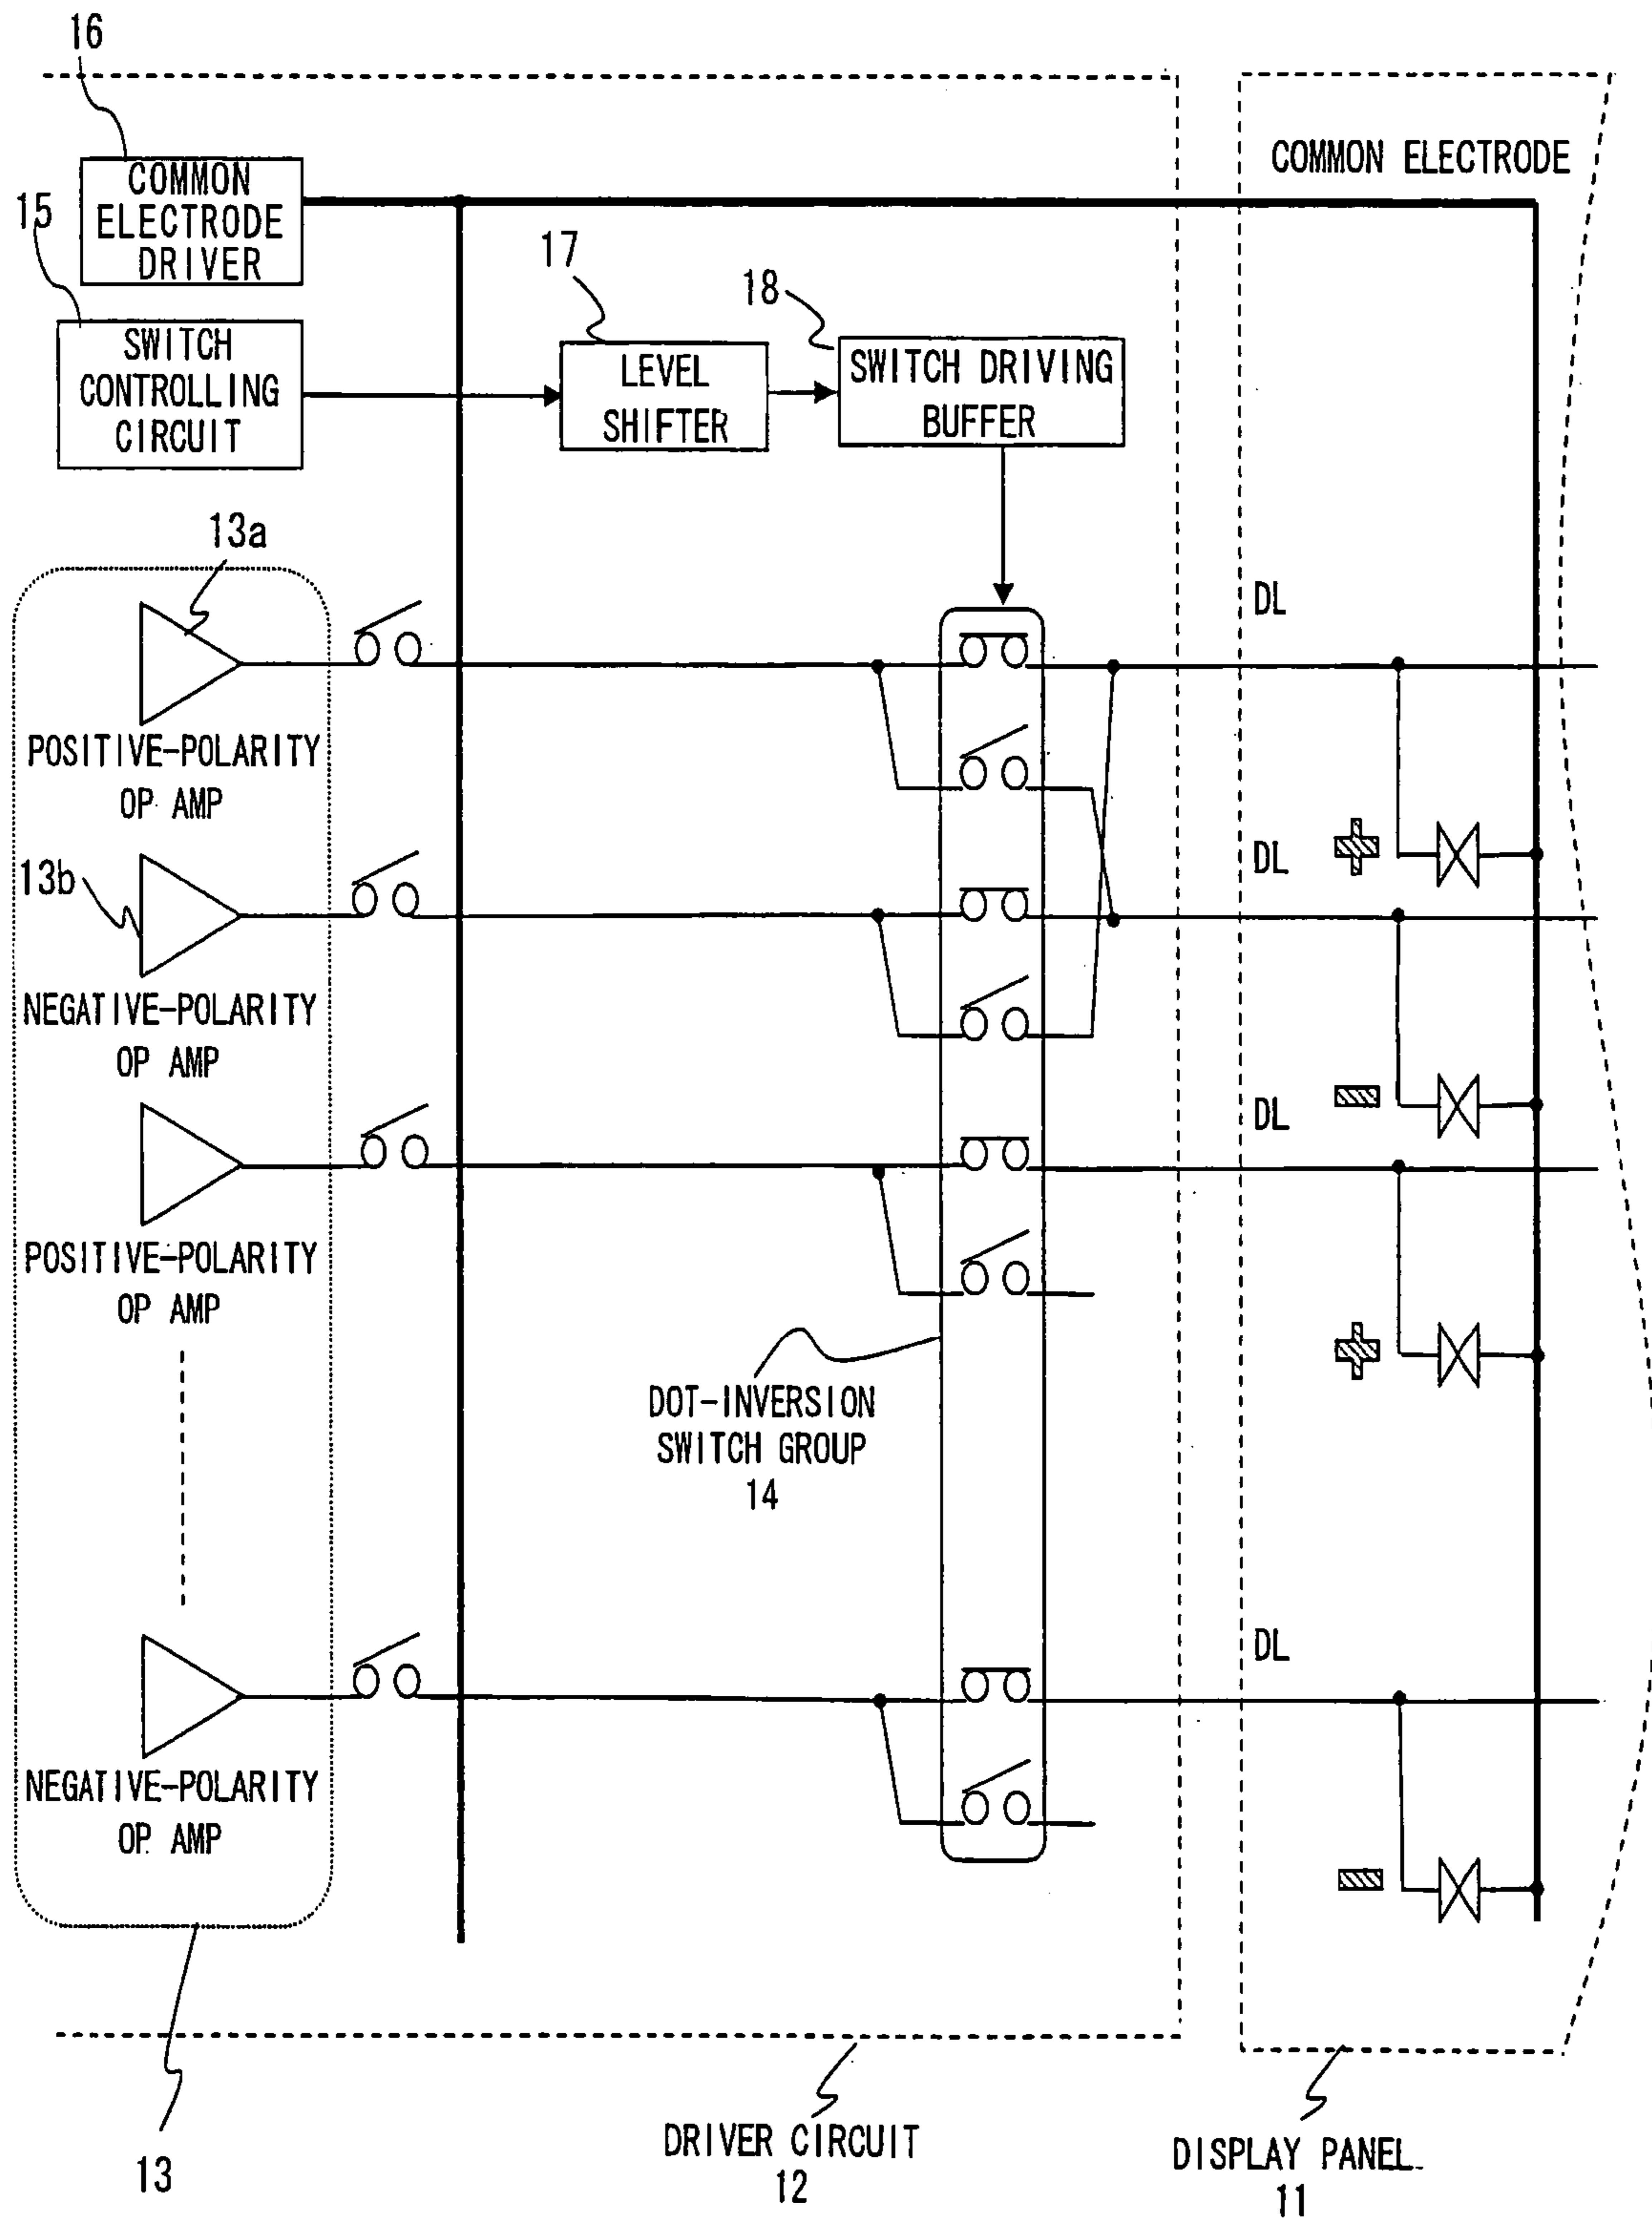 16
COMMON
ELECTRODE
DRIVER
COMMON ELECTRODE
15
SWITCH
CONTROLLING
CIRCUIT
17
LEVEL
SHIFTER
18
SWITCH DRIVING
BUFFER
13a
DL
POSITIVE-POLARITY
OP AMP
13b
DL
NEGATIVE-POLARITY
OP AMP
DL
POSITIVE-POLARITY
OP AMP
DOT-INVERSION
SWITCH GROUP
14
DL
NEGATIVE-POLARITY
OP AMP
13
DRIVER CIRCUIT
12
DISPLAY PANEL
11